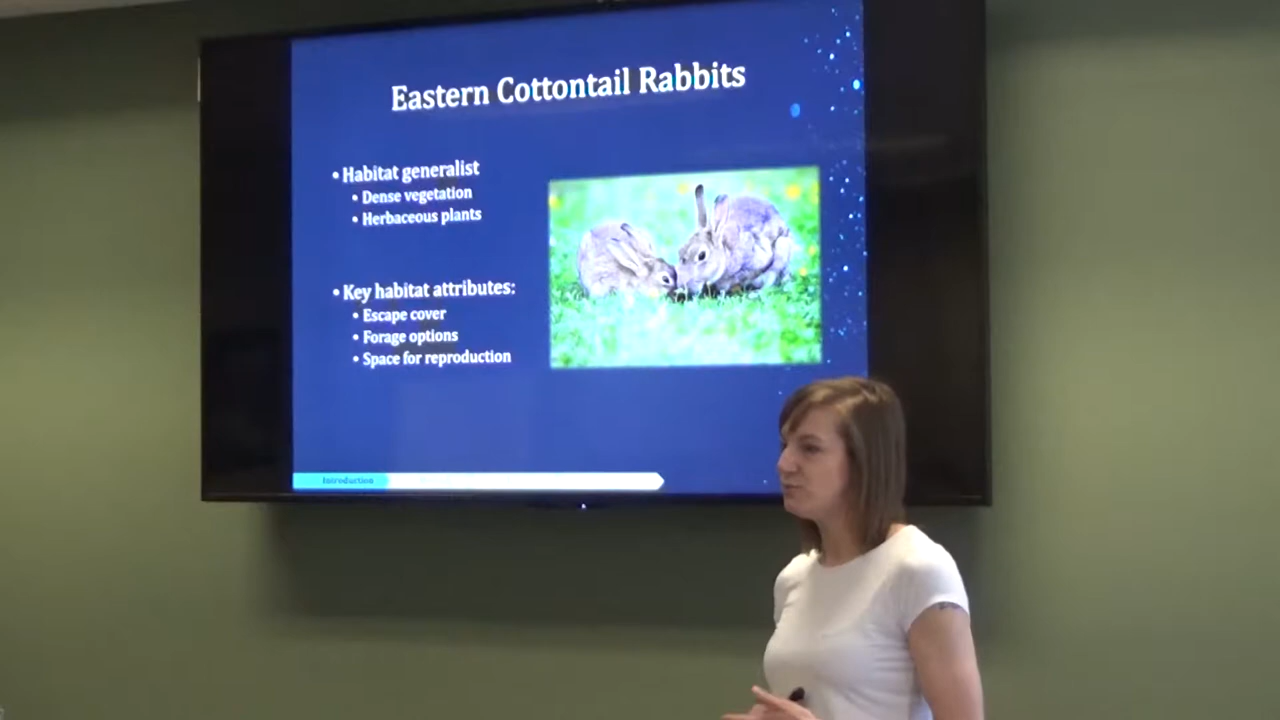 Eastern Cottontail Rabbits
• Habitat generalist
• Dense vegetation
• Herbaceous plants
• Key habitat attributes:
• Escape cover
• Forage options
• Space for reproduction
Introduction